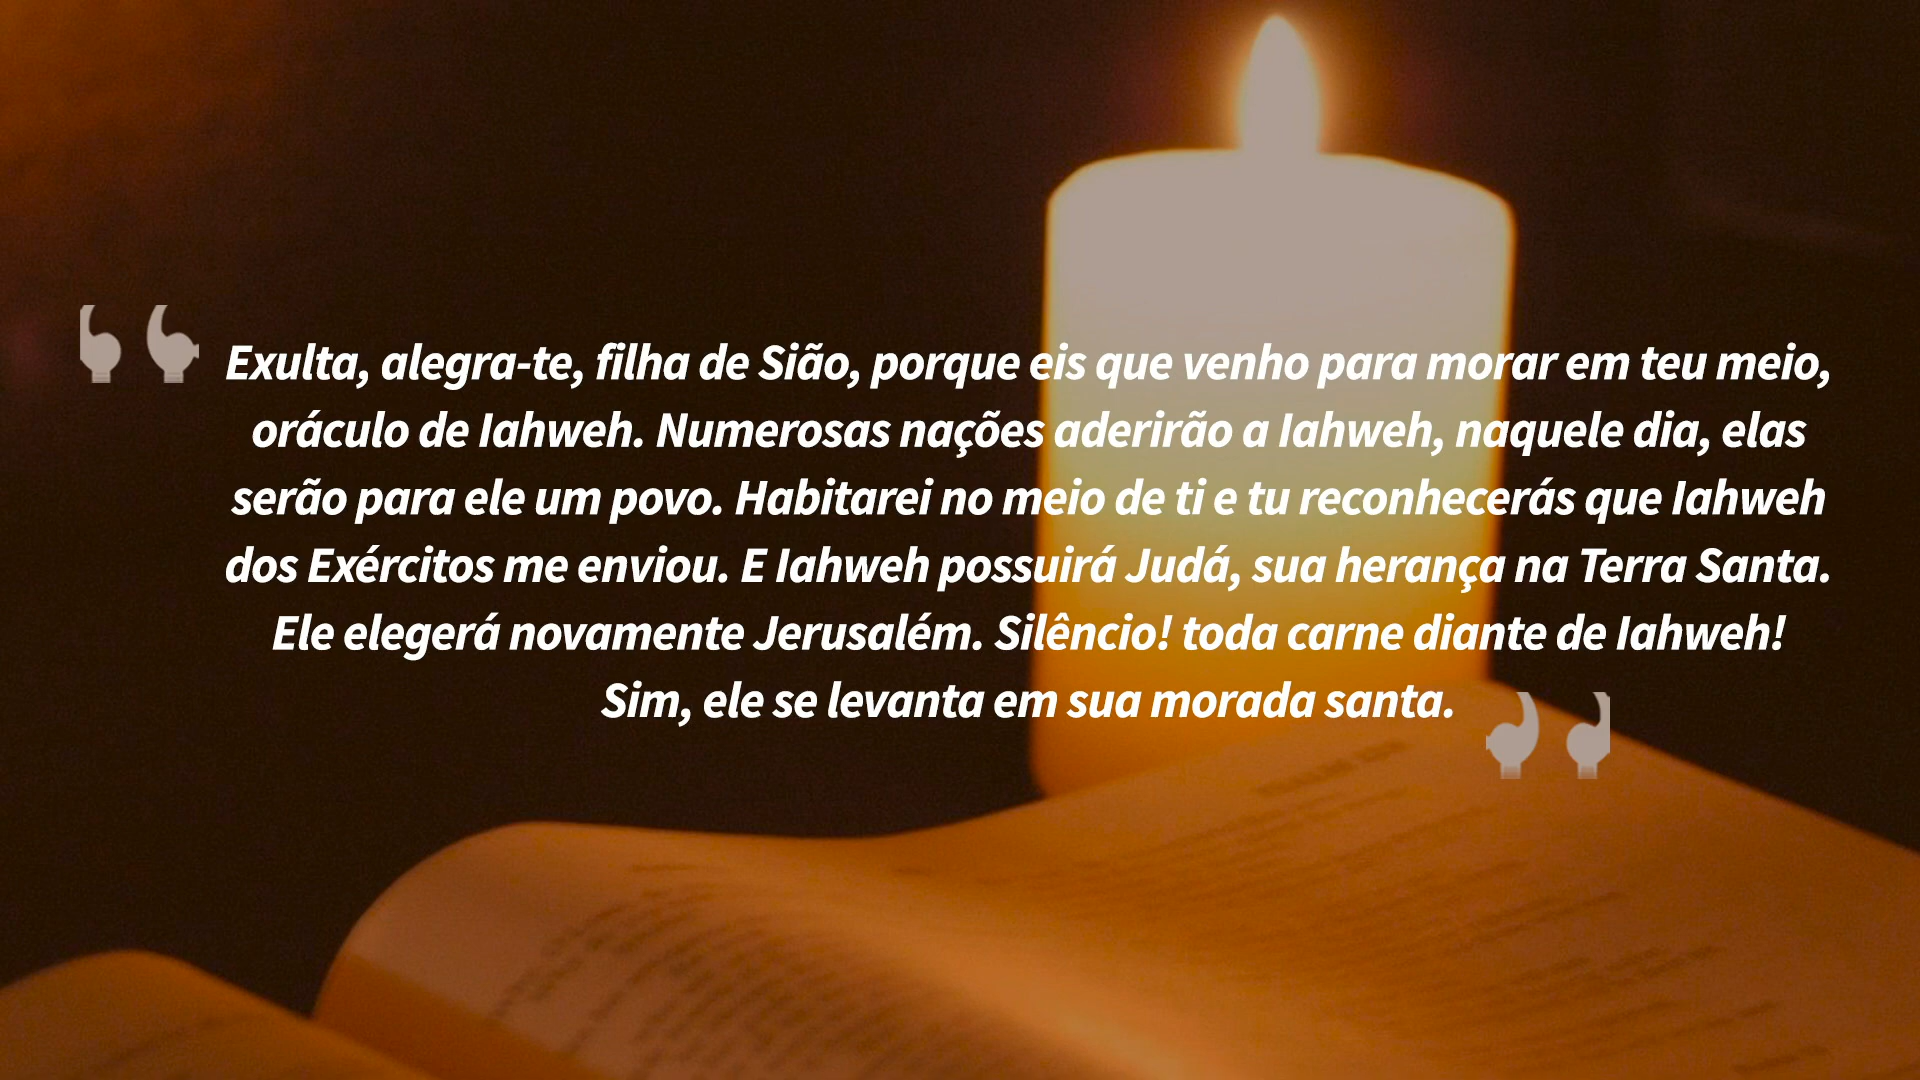 Exulta, alegra-te, filha de Sião, porque eis que venho para morar em teu meio,
oráculo de Iahweh. Numerosas nações aderirão a Iahweh, naquele dia, elas
serão para ele um povo. Habitarei no meio de ti e tu reconhecerás que Iahweh
dos Exércitos me enviou. E Iahweh possuirá Judá, sua herança na Terra Santa.
Ele elegerá novamente Jerusalém. Silêncio! toda carne diante de Iahweh!
Sim, ele se levanta em sua morada santa.